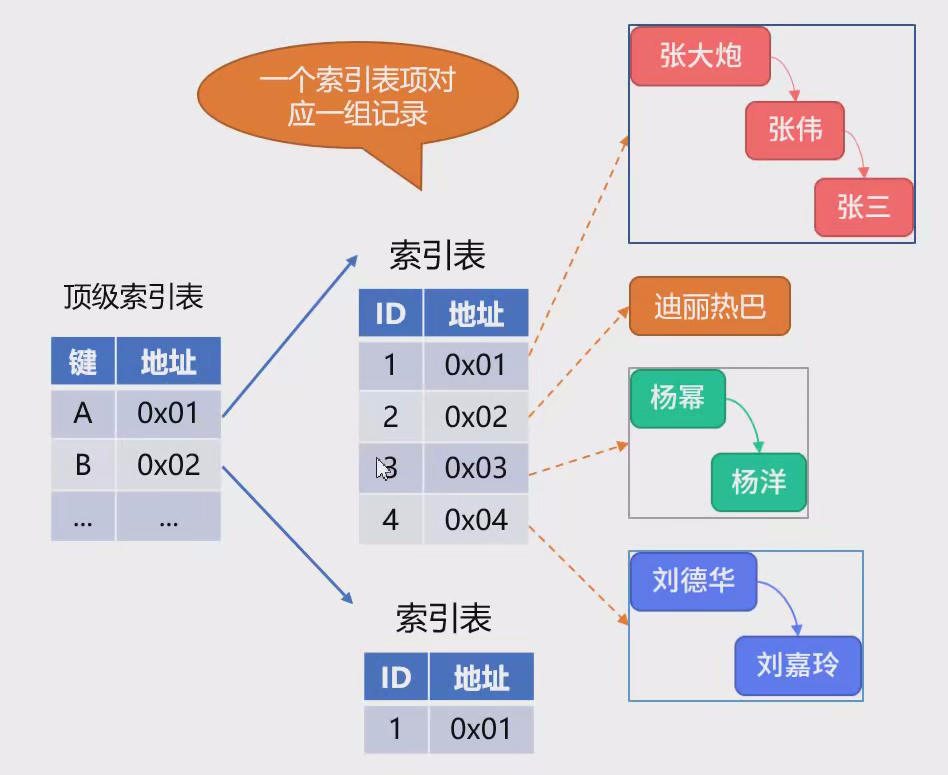 一个索引表项对
应一组记录
顶级索引表
键 地址
A 0x01
B 0x02
... ...
索引表
ID 地址
1 0x01
2 0x02
3 0x03
4 0x04
索引表
ID 地址
1 0x01
张大炮
张伟
张三
迪丽热巴
杨幂
杨洋
刘德华
刘嘉玲